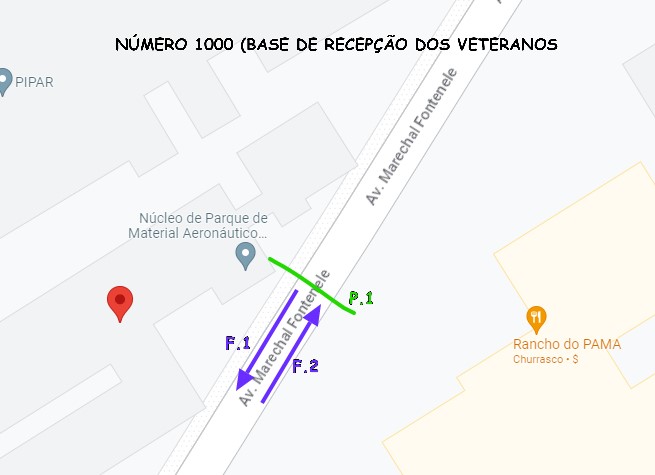 NÚMERO 1000 (BASE DE RECEPÇÃO DOS VETERANOS
PIPAR
Av. Marechal Fontenele
Núcleo de Parque de
Material Aeronáutico...
P.1
F.1
Av. Marechal Fontenele
F.2
Rancho do PAMA
Churrasco • $